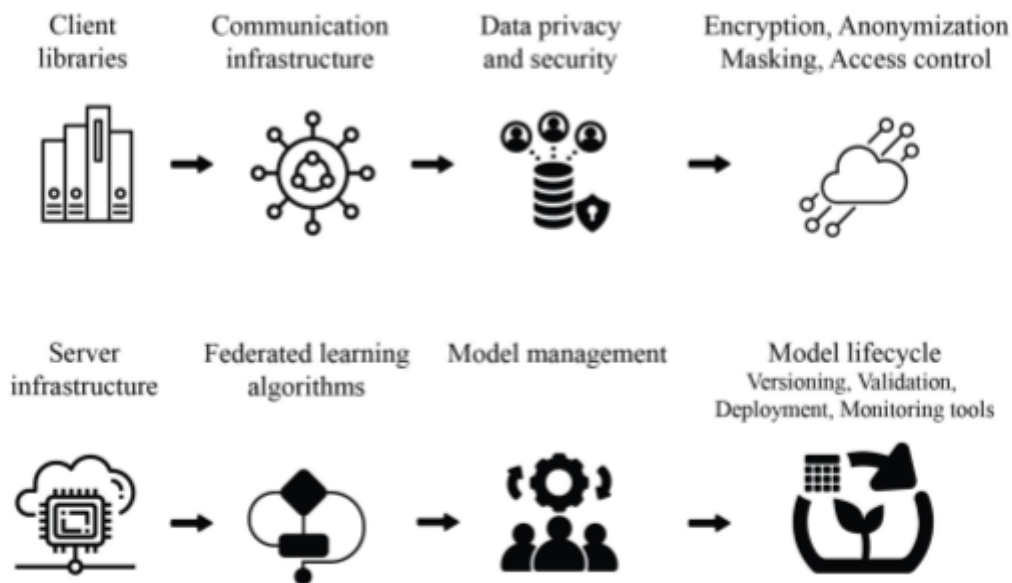 Client
libraries
Communication
infrastructure
Data privacy
and security
Encryption, Anonymization
Masking, Access control
Server
infrastructure
Federated learning
algorithms
Model management
Model lifecycle
Versioning, Validation,
Deployment, Monitoring tools